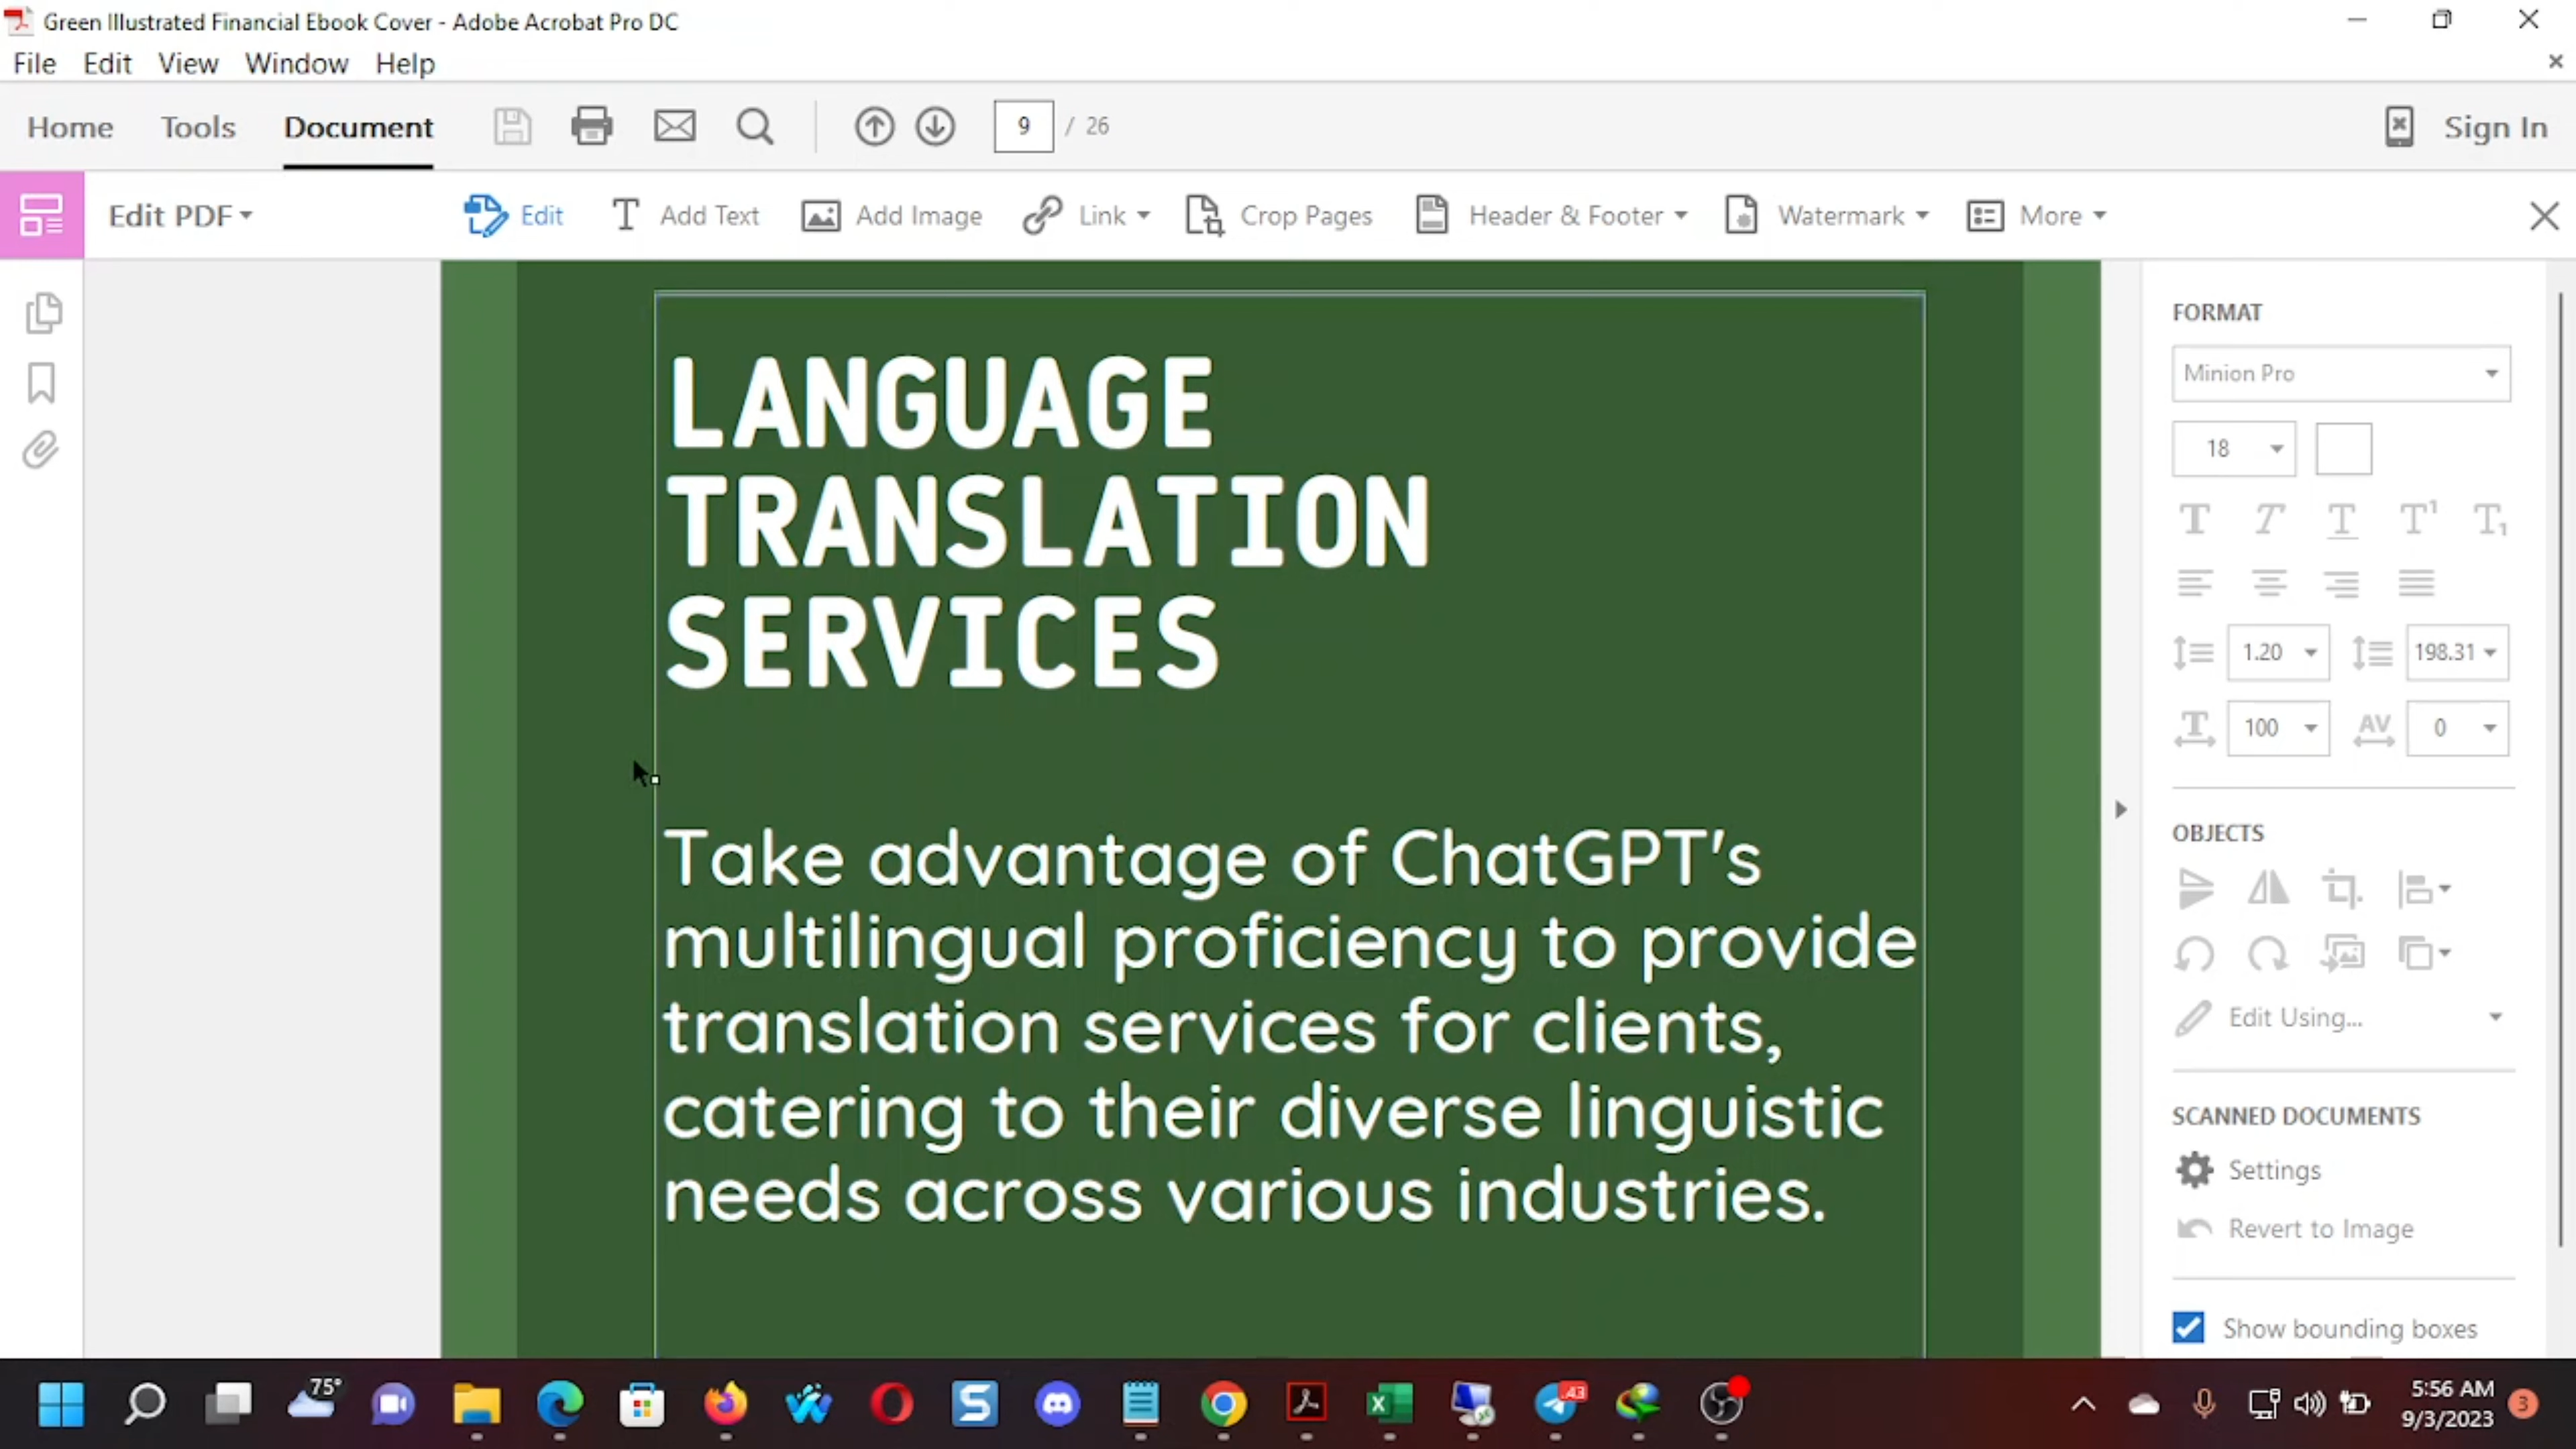 Green Illustrated Financial Ebook Cover - Adobe Acrobat Pro DC
File Edit View Window Help
Home Tools Document 9 / 26 Sign In
Edit PDF Edit Add Text Add Image Link Crop Pages Header & Footer Watermark More
FORMAT
Minion Pro
18
1.20 198.31
100 AV 0
OBJECTS
Edit Using...
SCANNED DOCUMENTS
Settings
Revert to Image
Show bounding boxes
LANGUAGE
TRANSLATION
SERVICES
Take advantage of ChatGPT's
multilingual proficiency to provide
translation services for clients,
catering to their diverse linguistic
needs across various industries.
75° 43 5:56 AM
9/3/2023 3